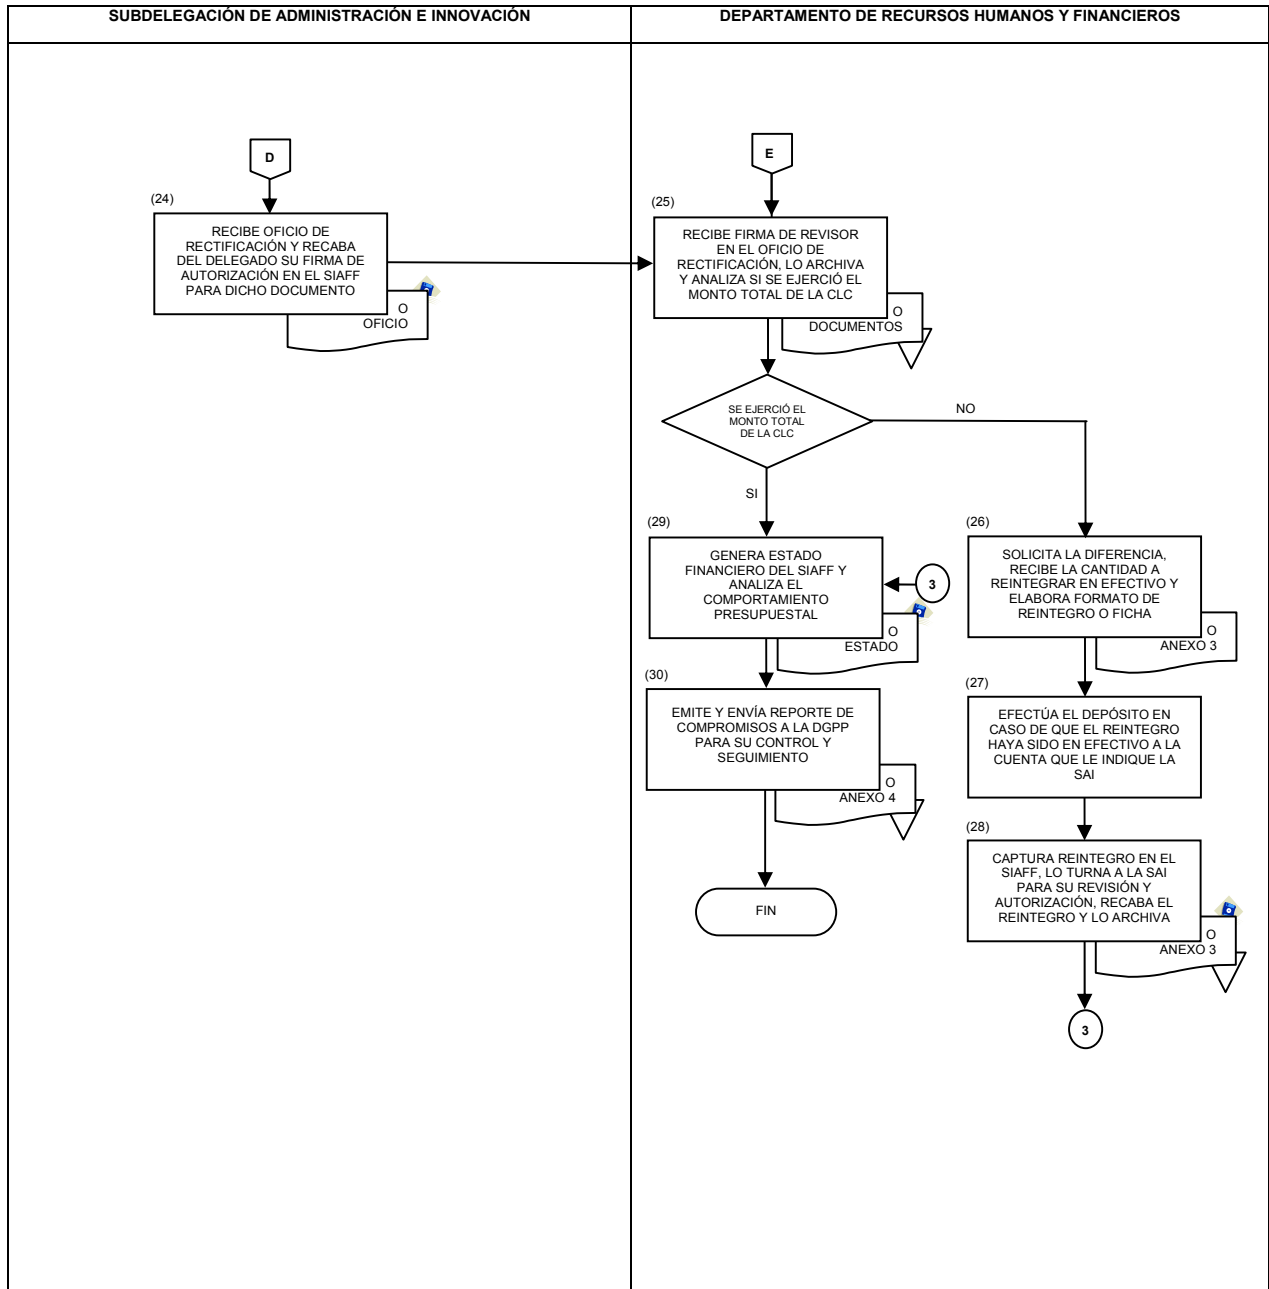 SUBDELEGACIÓN DE ADMINISTRACIÓN E INNOVACIÓN
DEPARTAMENTO DE RECURSOS HUMANOS Y FINANCIEROS
D
(24)
RECIBE OFICIO DE
RECTIFICACIÓN Y RECABA
DEL DELEGADO SU FIRMA DE
AUTORIZACIÓN EN EL SIAFF
PARA DICHO DOCUMENTO
O
OFICIO
E
(25)
RECIBE FIRMA DE REVISOR
EN EL OFICIO DE
RECTIFICACIÓN, LO ARCHIVA
Y ANALIZA SI SE EJERCIÓ EL
MONTO TOTAL DE LA CLC
O
DOCUMENTOS
SE EJERCIÓ EL
MONTO TOTAL
DE LA CLC
NO
SI
(29)
GENERA ESTADO
FINANCIERO DEL SIAFF Y
ANALIZA EL
COMPORTAMIENTO
PRESUPUESTAL
3
O
ESTADO
(30)
EMITE Y ENVÍA REPORTE DE
COMPROMISOS A LA DGPP
PARA SU CONTROL Y
SEGUIMIENTO
O
ANEXO 4
FIN
(26)
SOLICITA LA DIFERENCIA,
RECIBE LA CANTIDAD A
REINTEGRAR EN EFECTIVO Y
ELABORA FORMATO DE
REINTEGRO O FICHA
O
ANEXO 3
(27)
EFECTÚA EL DEPÓSITO EN
CASO DE QUE EL REINTEGRO
HAYA SIDO EN EFECTIVO A LA
CUENTA QUE LE INDIQUE LA
SAI
(28)
CAPTURA REINTEGRO EN EL
SIAFF, LO TURNA A LA SAI
PARA SU REVISIÓN Y
AUTORIZACIÓN, RECABA EL
REINTEGRO Y LO ARCHIVA
O
ANEXO 3
3